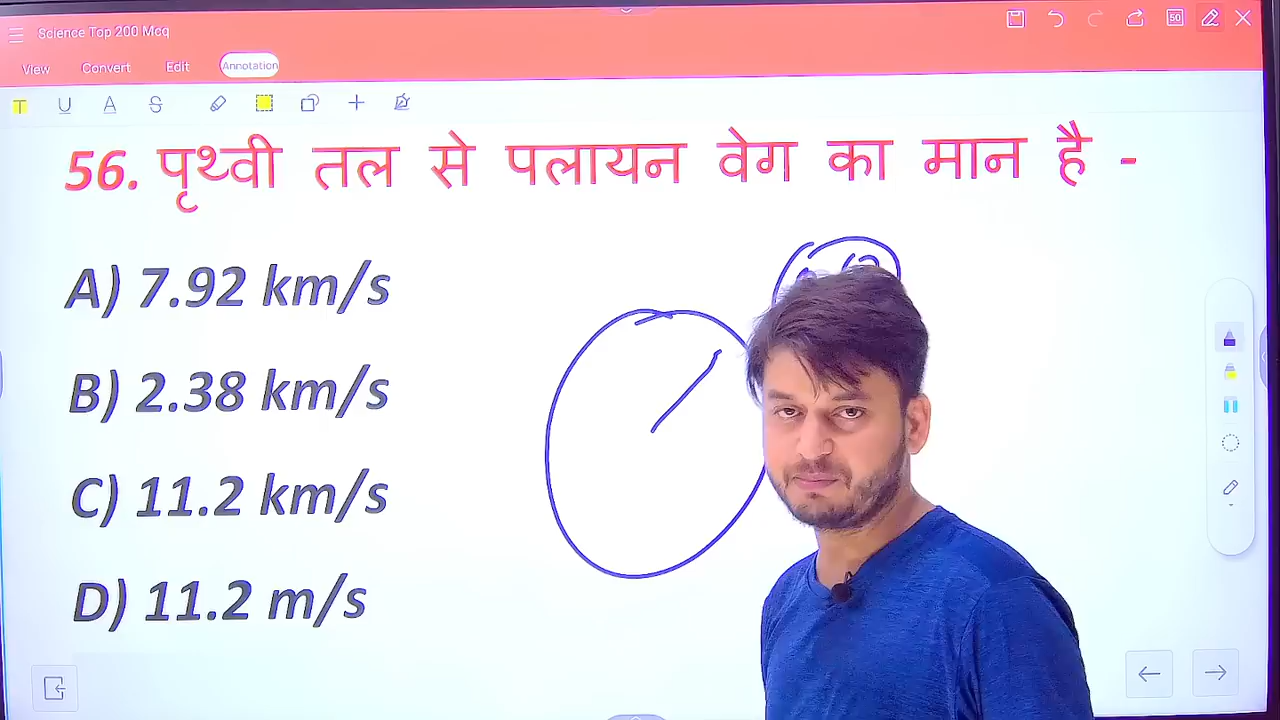 Science Top 200 Mcq
50
View Convert Edit Annotation
T U A S
56. पृथ्वी तल से पलायन वेग का मान है -
A) 7.92 km/s
B) 2.38 km/s
C) 11.2 km/s
D) 11.2 m/s